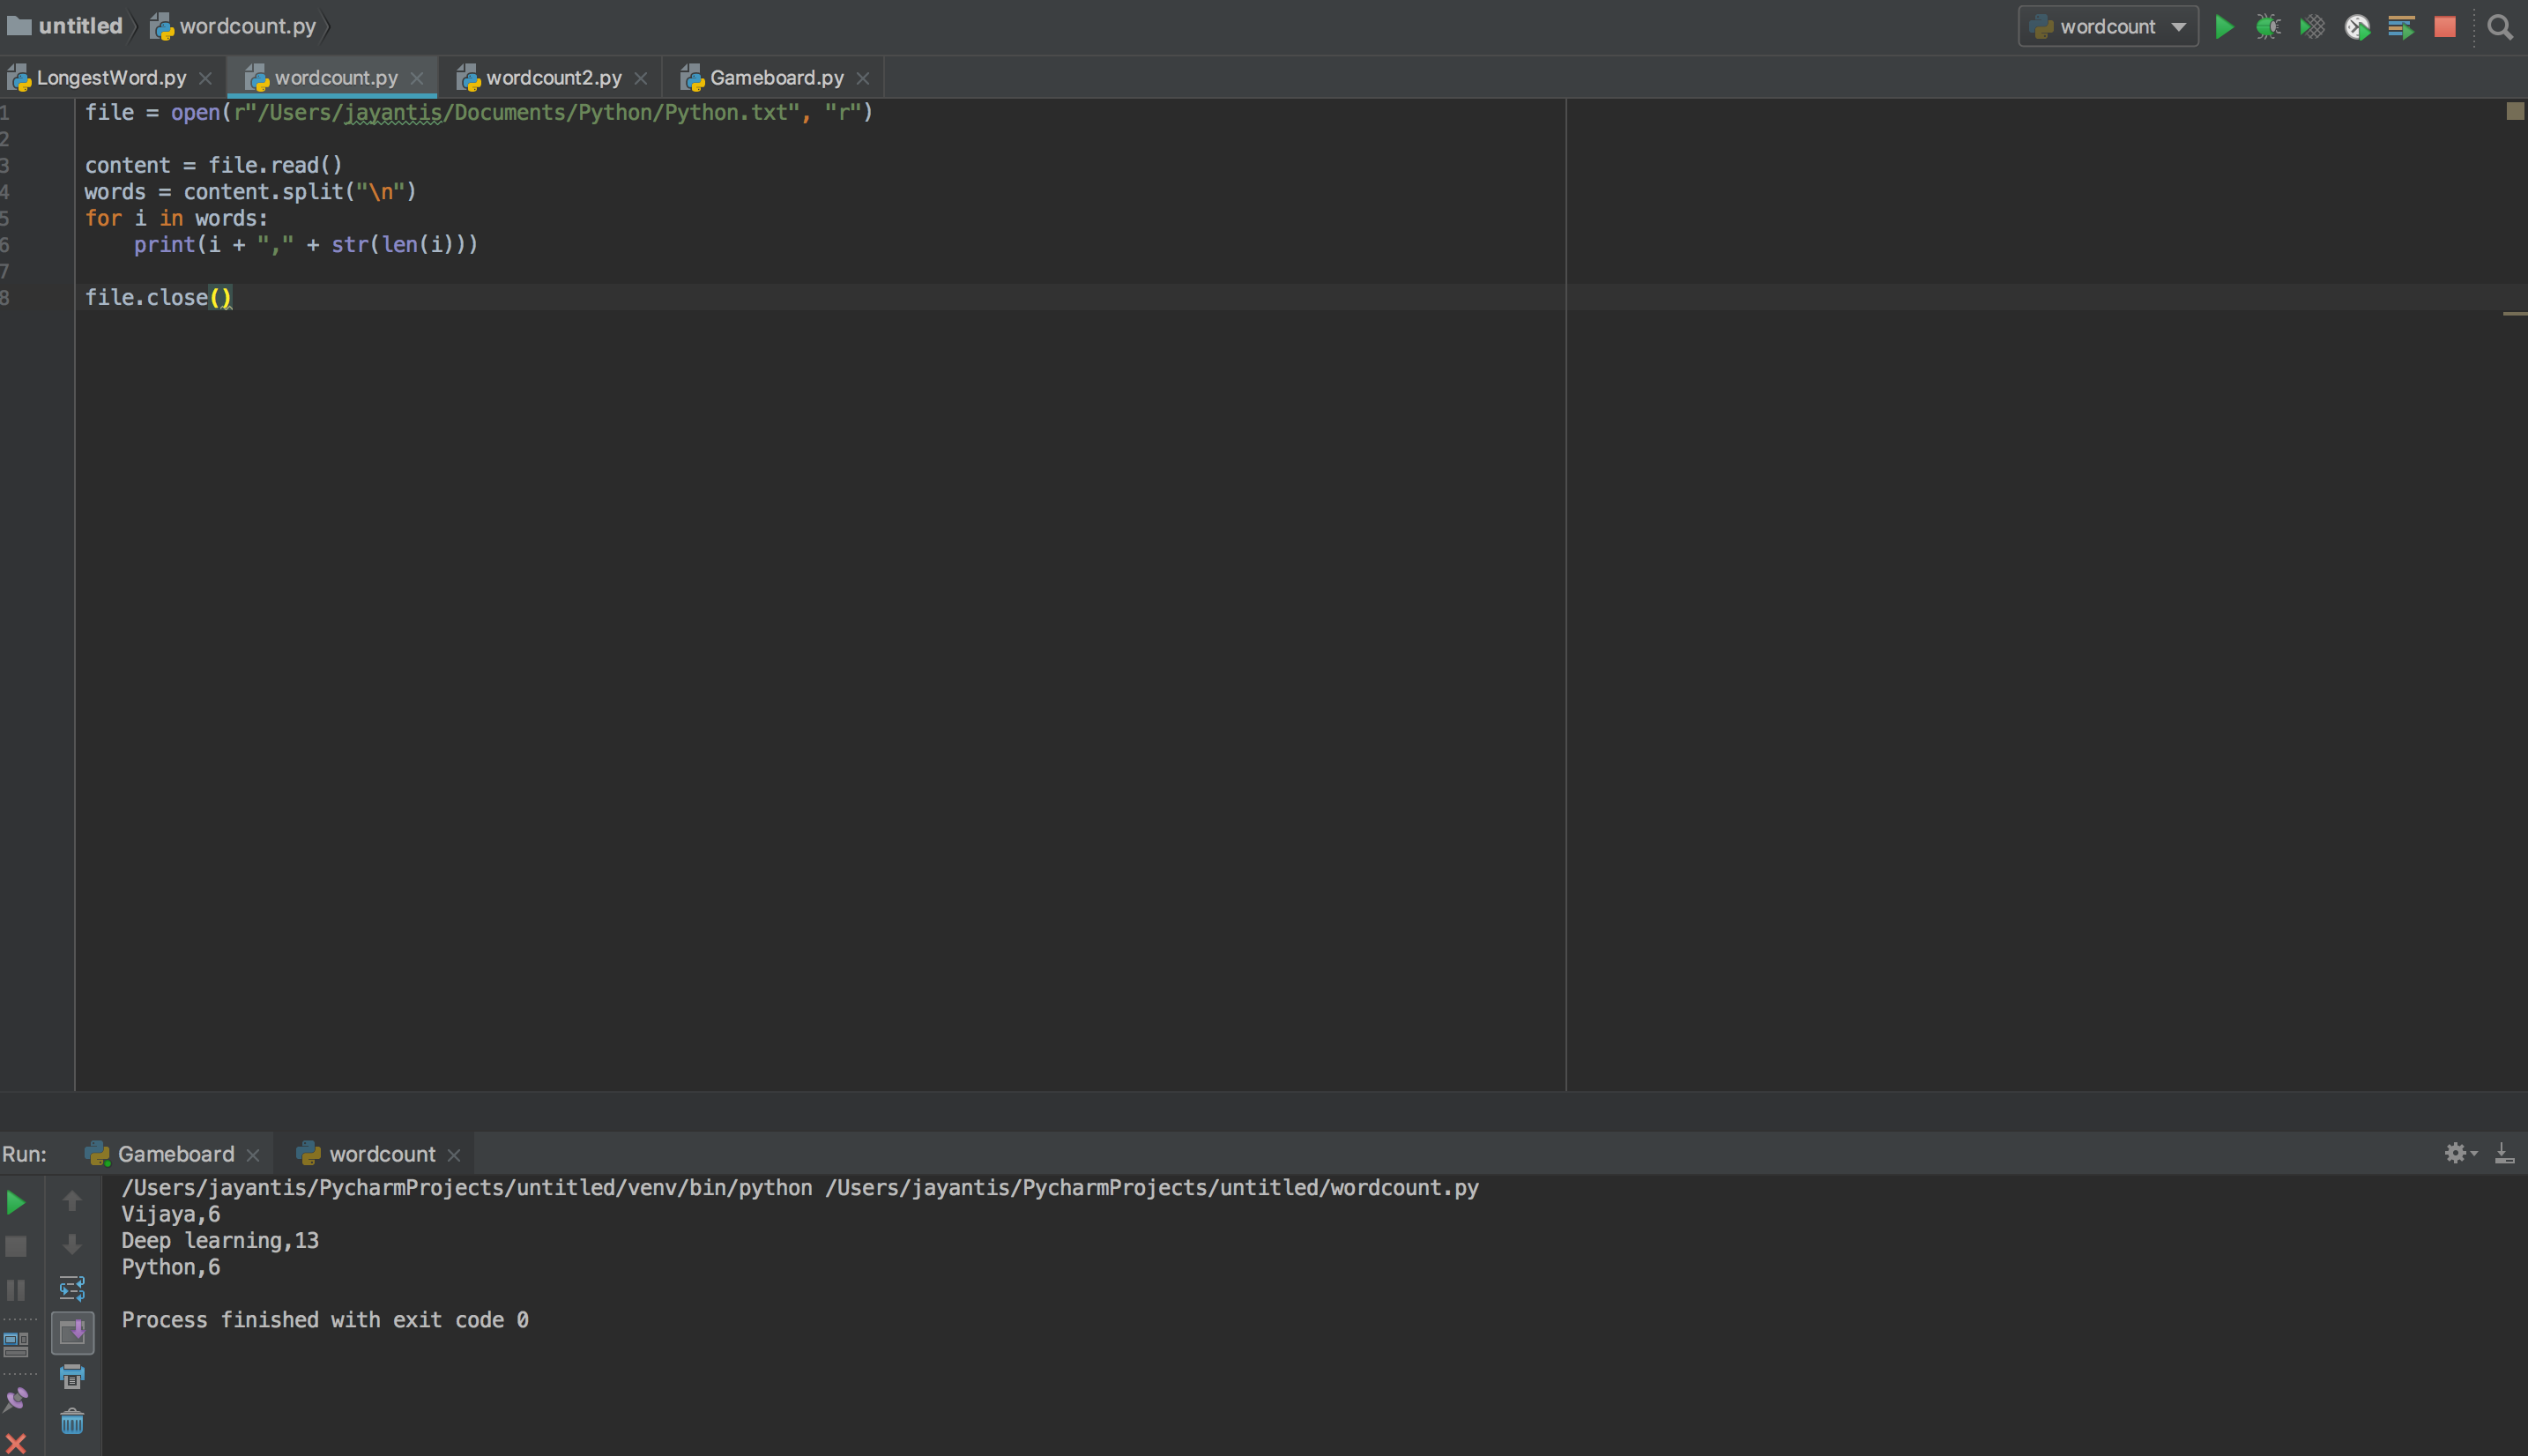 untitled wordcount.py wordcount
LongestWord.py wordcount.py wordcount2.py Gameboard.py
1 file = open(r"/Users/jayantis/Documents/Python/Python.txt", "r")
2
3 content = file.read()
4 words = content.split("\n")
5 for i in words:
6     print(i + "," + str(len(i)))
7
8 file.close()
Run: Gameboard wordcount
/Users/jayantis/PycharmProjects/untitled/venv/bin/python /Users/jayantis/PycharmProjects/untitled/wordcount.py
Vijaya,6
Deep learning,13
Python,6
Process finished with exit code 0